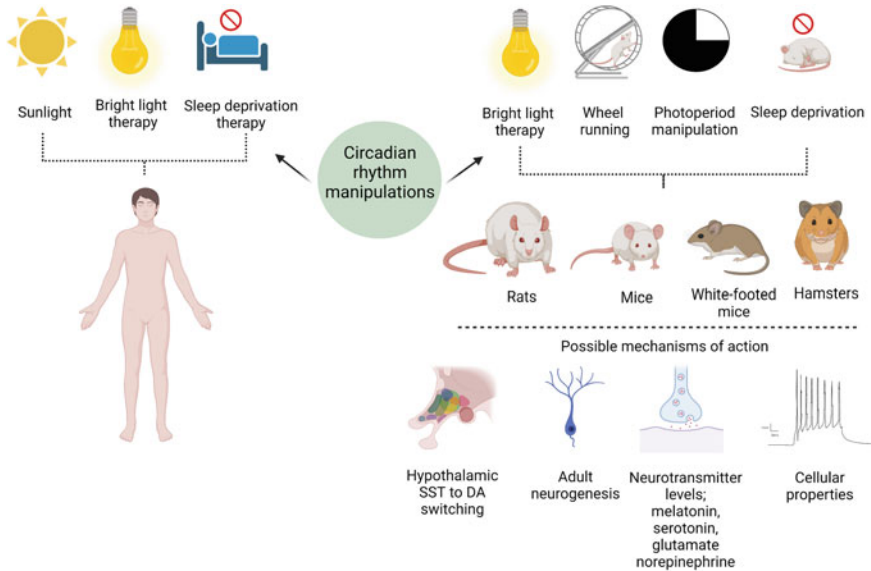 Sunlight
Bright light
therapy
Sleep deprivation
therapy
Circadian
rhythm
manipulations
Bright light
therapy
Wheel
running
Photoperiod
manipulation
Sleep deprivation
Rats
Mice
White-footed
mice
Hamsters
Possible mechanisms of action
Hypothalamic
SST to DA
switching
Adult
neurogenesis
Neurotransmitter
levels;
melatonin,
serotonin,
glutamate
norepinephrine
Cellular
properties